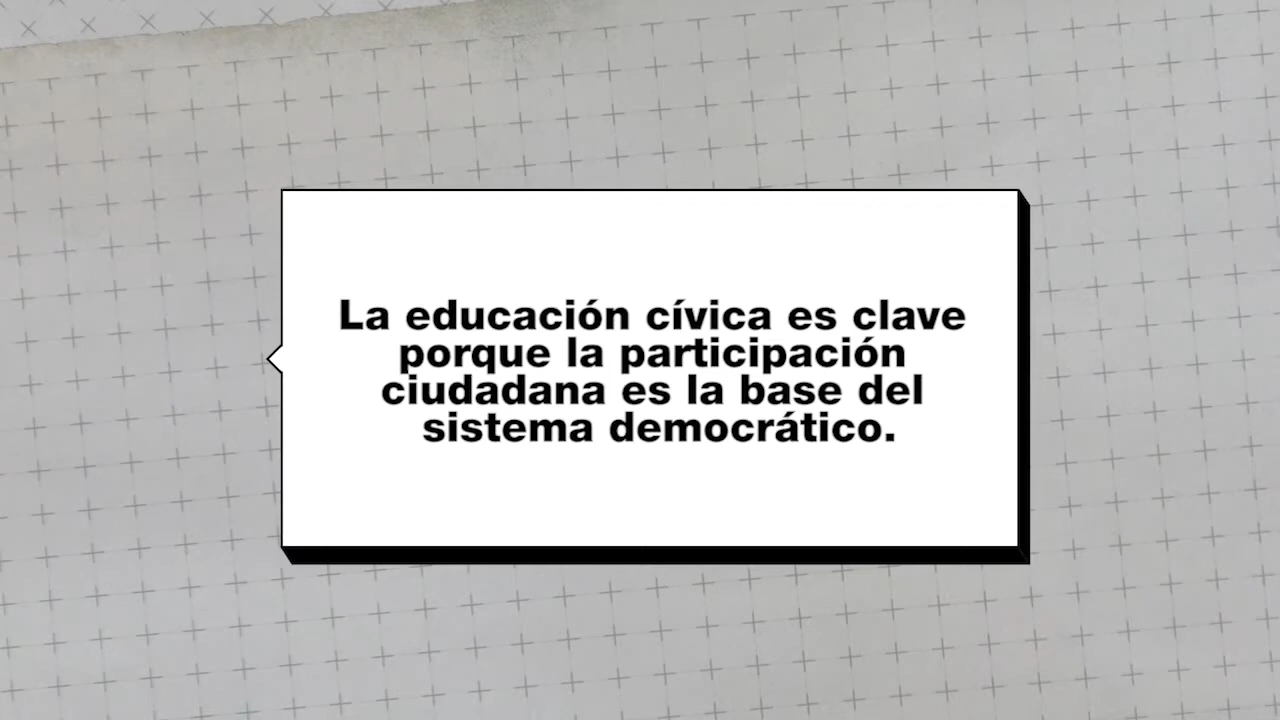 La educación cívica es clave
porque la participación
ciudadana es la base del
sistema democrático.